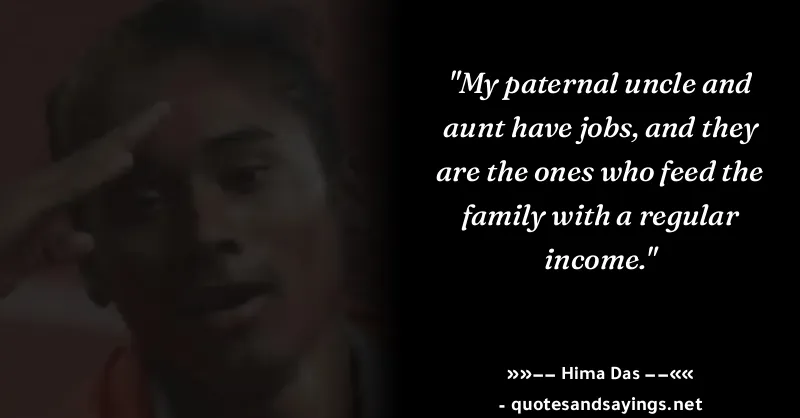 "My paternal uncle and
aunt have jobs, and they
are the ones who feed the
family with a regular
income."
»»−− Hima Das −−««
- quotesandsayings.net